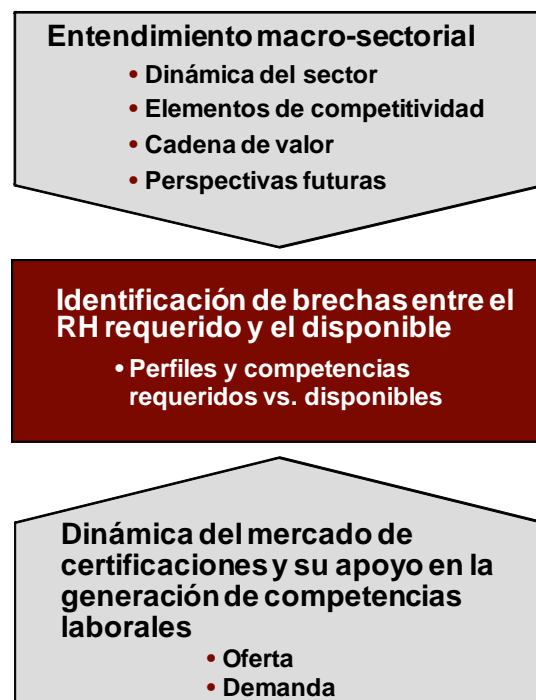 Entendimiento macro-sectorial
• Dinámica del sector
• Elementos de competitividad
• Cadena de valor
• Perspectivas futuras
Identificación de brechas entre el
RH requerido y el disponible
• Perfiles y competencias
requeridos vs. disponibles
Dinámica del mercado de
certificaciones y su apoyo en la
generación de competencias
laborales
• Oferta
• Demanda